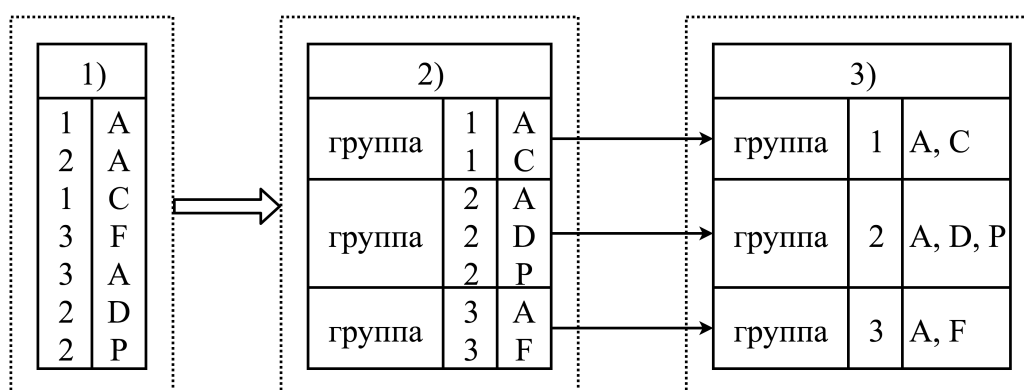 1)
1 A
2 A
1 C
3 F
3 A
2 D
2 P
2)
группа 1 A
1 C
группа 2 A
2 D
2 P
группа 3 A
3 F
3)
группа 1 A, C
группа 2 A, D, P
группа 3 A, F